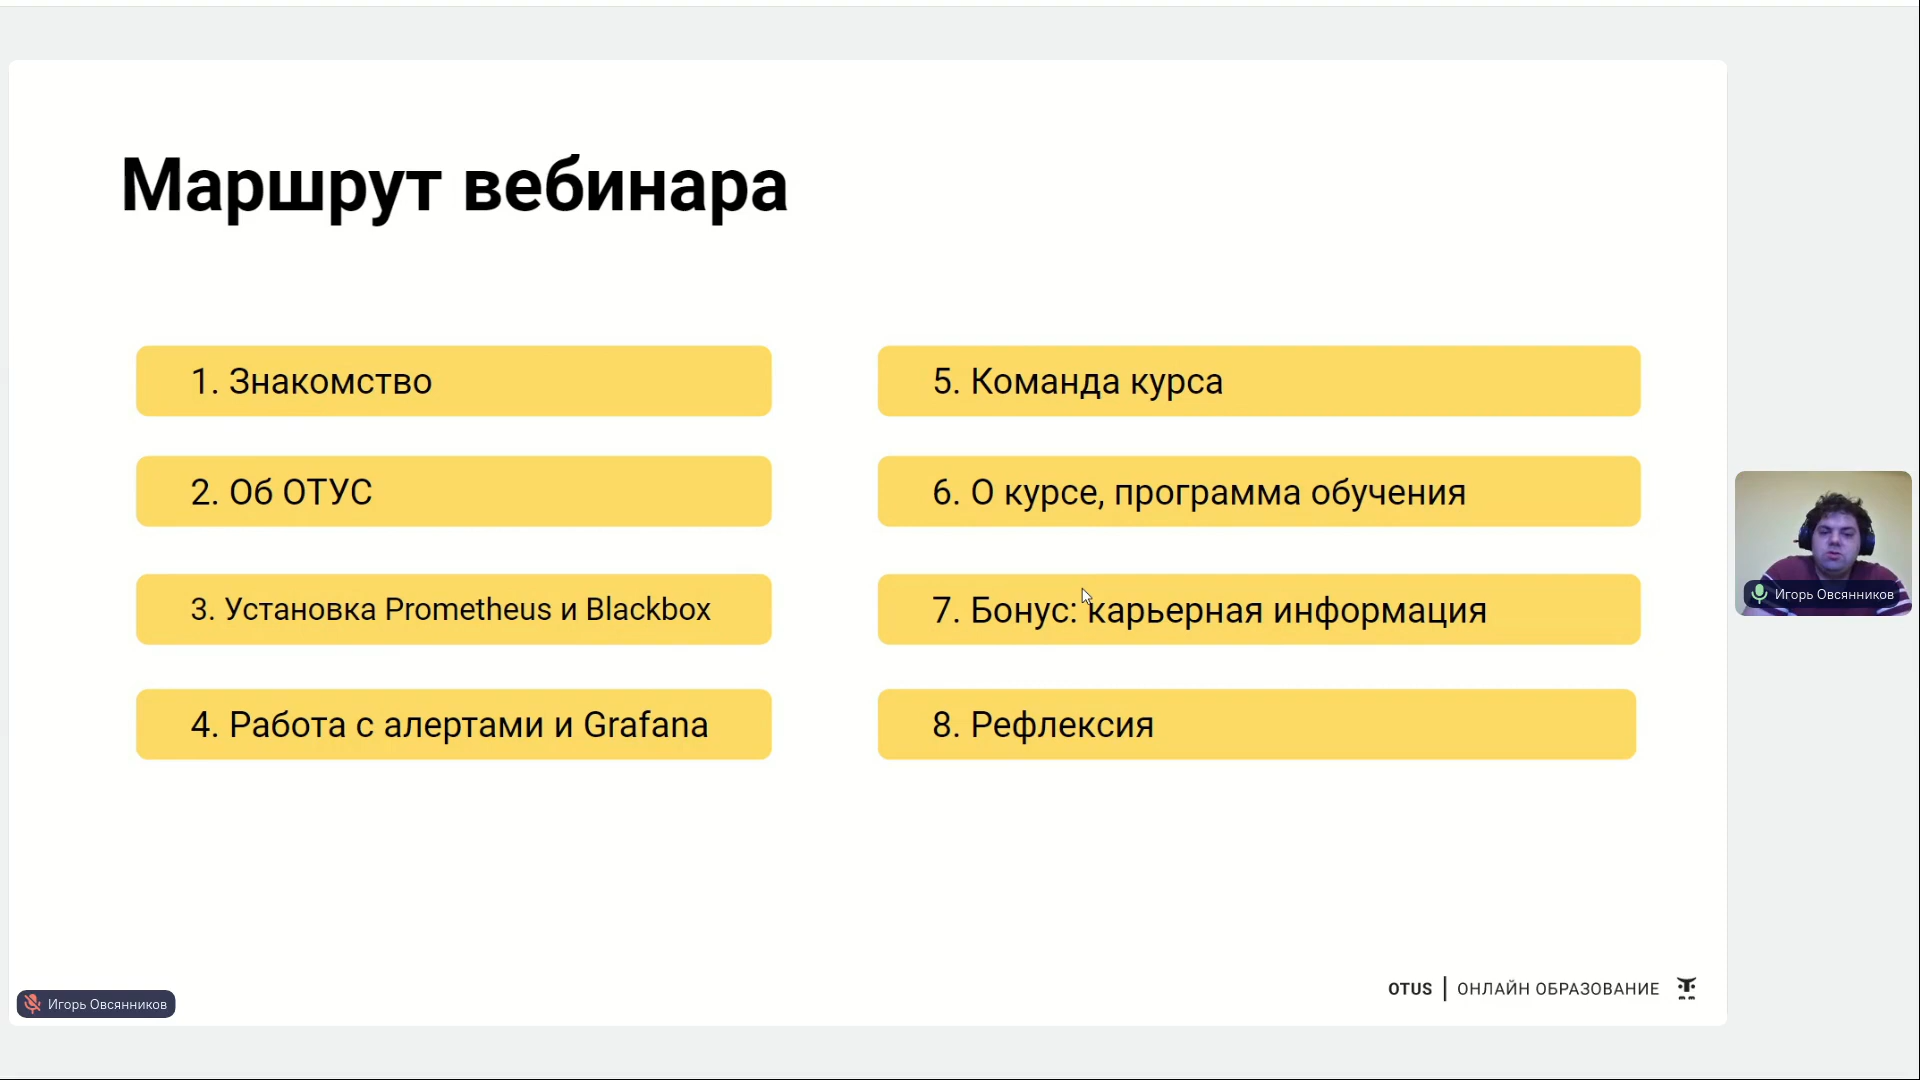 Маршрут вебинара
1. Знакомство
2. Об ОТУС
3. Установка Prometheus и Blackbox
4. Работа с алертами и Grafana
5. Команда курса
6. О курсе, программа обучения
7. Бонус: карьерная информация
8. Рефлексия
Игорь Овсянников
OTUS | ОНЛАЙН ОБРАЗОВАНИЕ
Игорь Овсянников